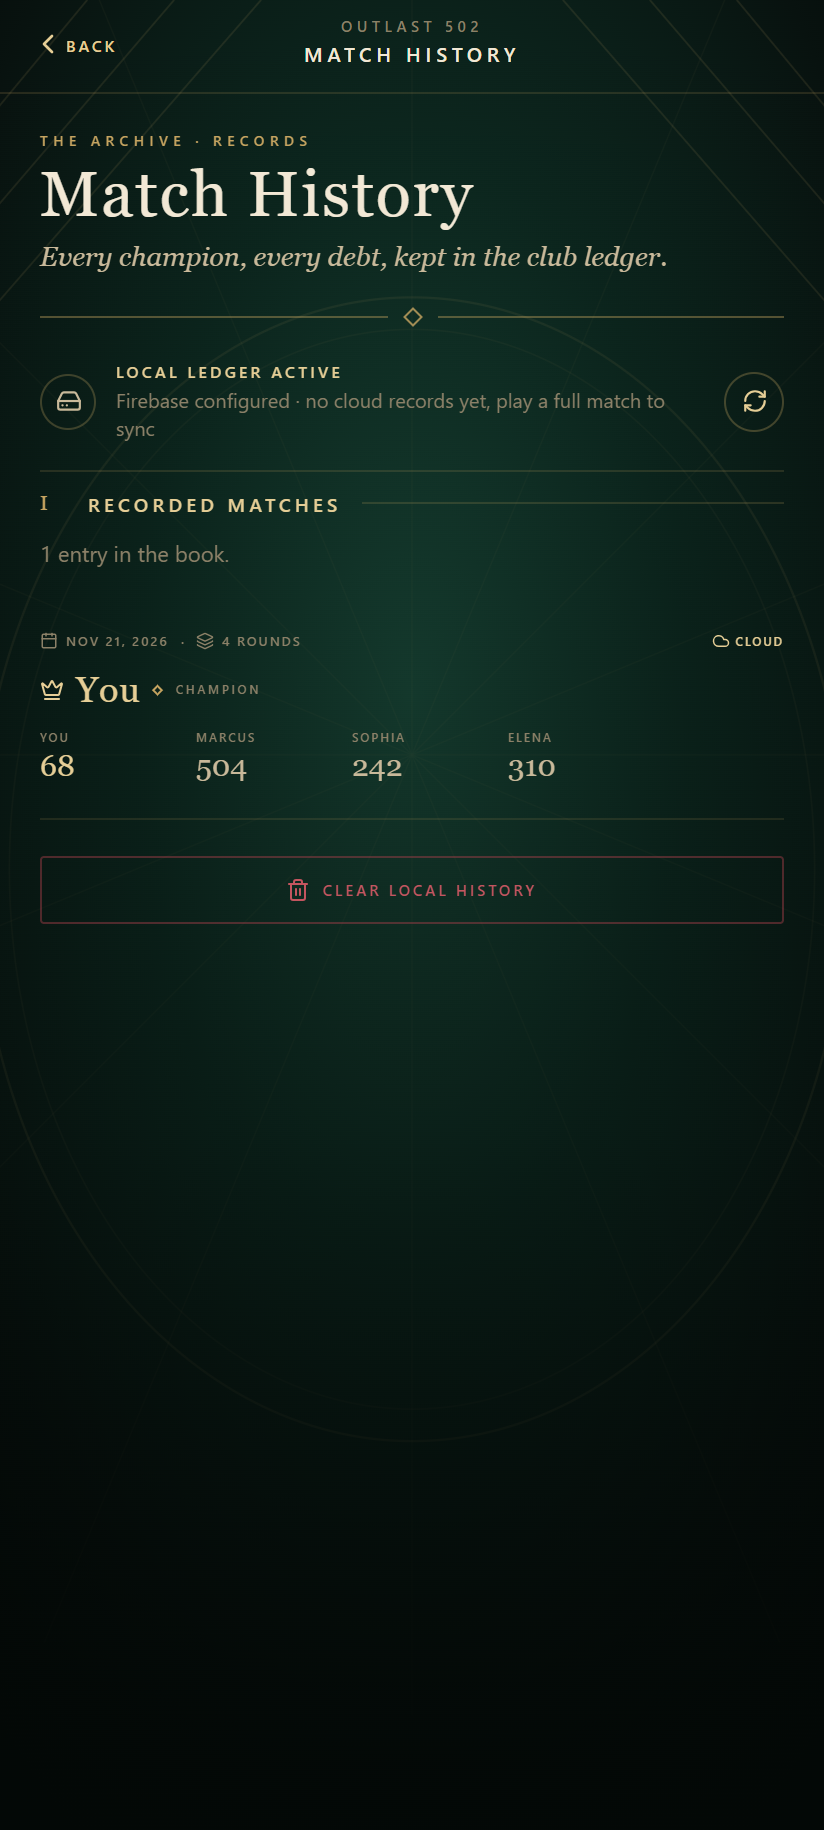 OUTLAST 502
BACK
MATCH HISTORY
THE ARCHIVE · RECORDS
Match History
Every champion, every debt, kept in the club ledger.
LOCAL LEDGER ACTIVE
Firebase configured · no cloud records yet, play a full match to
sync
I RECORDED MATCHES
1 entry in the book.
NOV 21, 2026 · 4 ROUNDS CLOUD
You CHAMPION
YOU MARCUS SOPHIA ELENA
68 504 242 310
CLEAR LOCAL HISTORY